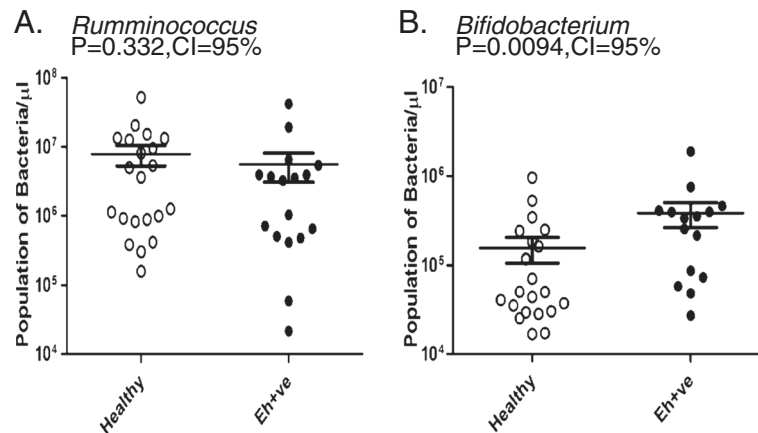 A. Rumminococcus
P=0.332,CI=95%
Population of Bacteria/µl
10^8
10^7
10^6
10^5
10^4
Healthy
Eh+ve
B. Bifidobacterium
P=0.0094,CI=95%
Population of Bacteria/µl
10^7
10^6
10^5
10^4
Healthy
Eh+ve